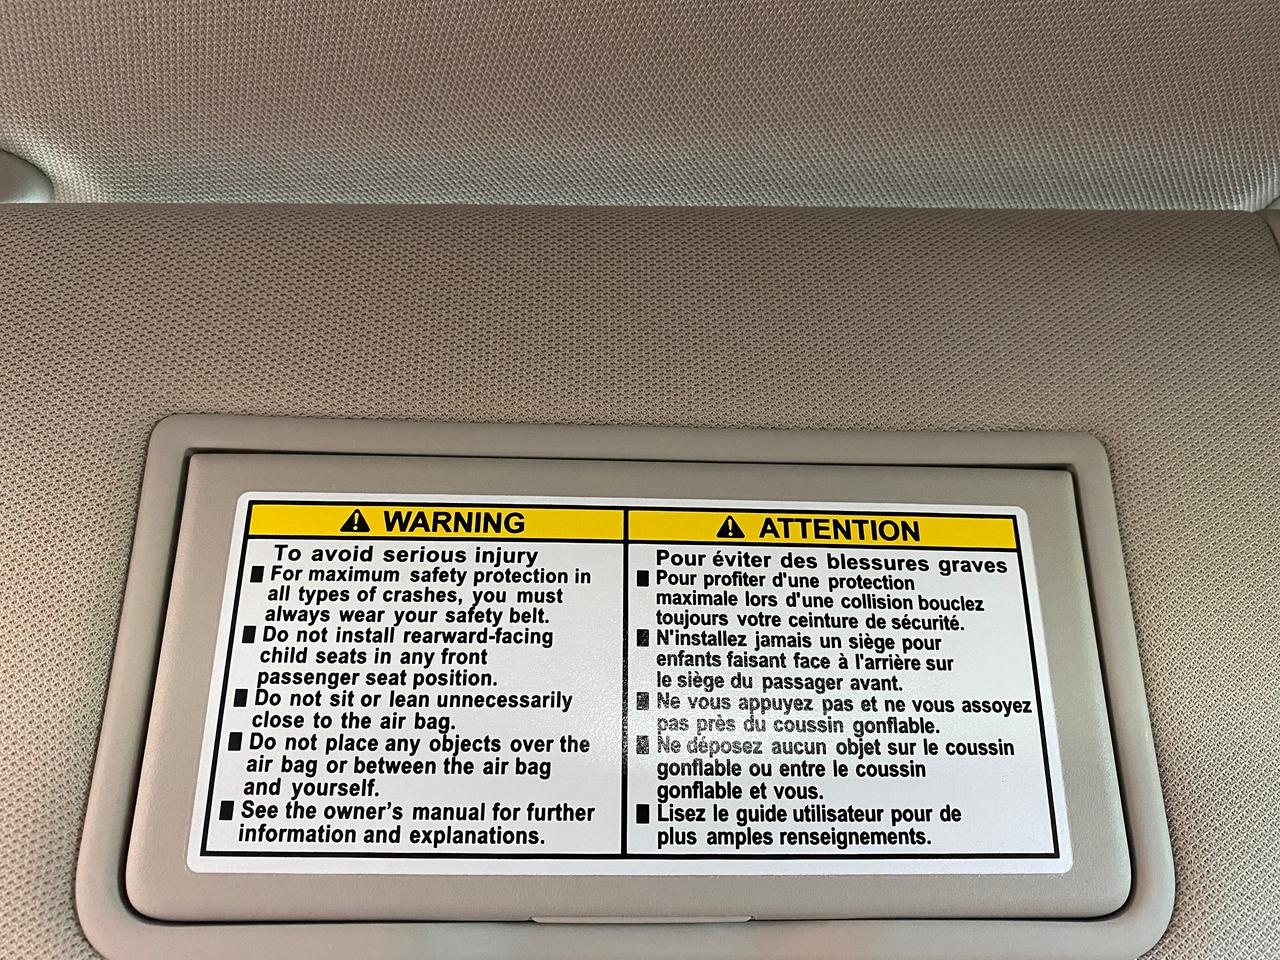 WARNING
To avoid serious injury
For maximum safety protection in
all types of crashes, you must
always wear your safety belt.
Do not install rearward-facing
child seats in any front
passenger seat position.
Do not sit or lean unnecessarily
close to the air bag.
Do not place any objects over the
air bag or between the air bag
and yourself.
See the owner's manual for further
information and explanations.
ATTENTION
Pour éviter des blessures graves
Pour profiter d'une protection
maximale lors d'une collision bouclez
toujours votre ceinture de sécurité.
N'installez jamais un siège pour
enfants faisant face à l'arrière sur
le siège du passager avant.
Ne vous appuyez pas et ne vous assoyez
pas près du coussin gonflable.
Ne déposez aucun objet sur le coussin
gonflable ou entre le coussin
gonflable et vous.
Lisez le guide utilisateur pour de
plus amples renseignements.